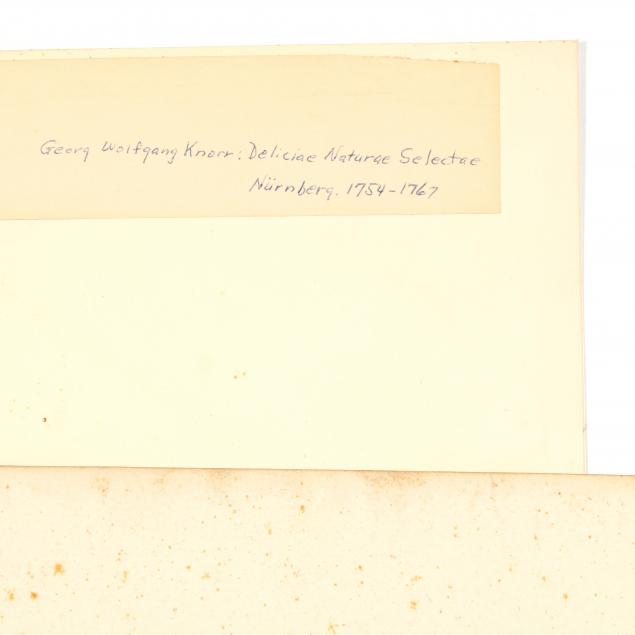 Georg Wolfgang Knorr: Deliciae Naturae Selectae
Nürnberg. 1754-1767